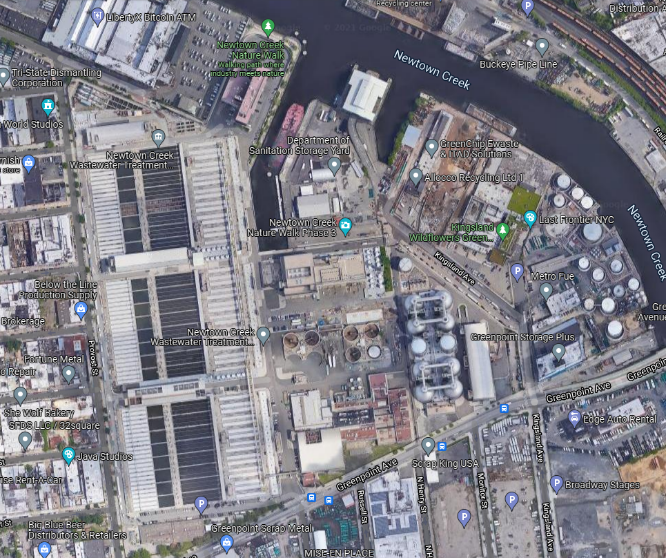 Recycling center
LibertyX Bitcoin ATM
Distribution A
Newtown Creek
Nature Walk
Walking path where
industry meets nature
Newtown Creek
Buckeye Pipe Line
Tri-State Dismantling
Corporation
World Studios
Department of
Sanitation Storage Yard
GreenChip Ewaste
& ITAD Solutions
Newtown Creek
Wastewater Treatment...
Allocco Recycling Ltd 1
Newtown Creek
Nature Walk Phase 3
Kingsland
Wildflowers Green...
Last Frontier NYC
Newtown Creek
Kingsland Ave
Metro Fue
Below the Line
Production Supply
Brokerage
Provost St
Newtown Creek
Wastewater Treatment...
Greenpoint Storage Plus
Fortune Metal
g Repair
Greenpoint Ave
She Wolf Bakery
SFDS LLC / 32square
Java Studios
Rent-A-Car
Kingsland Ave
Edge Auto Rental
Greenpoint Ave
Scrap King USA
Broadway Stages
Russell St
N Henry St
Monitor St
Kingsland Ave
Big Blue Beer
Distributors & Retailers
Greenpoint Scrap Metal
MISE EN PLACE